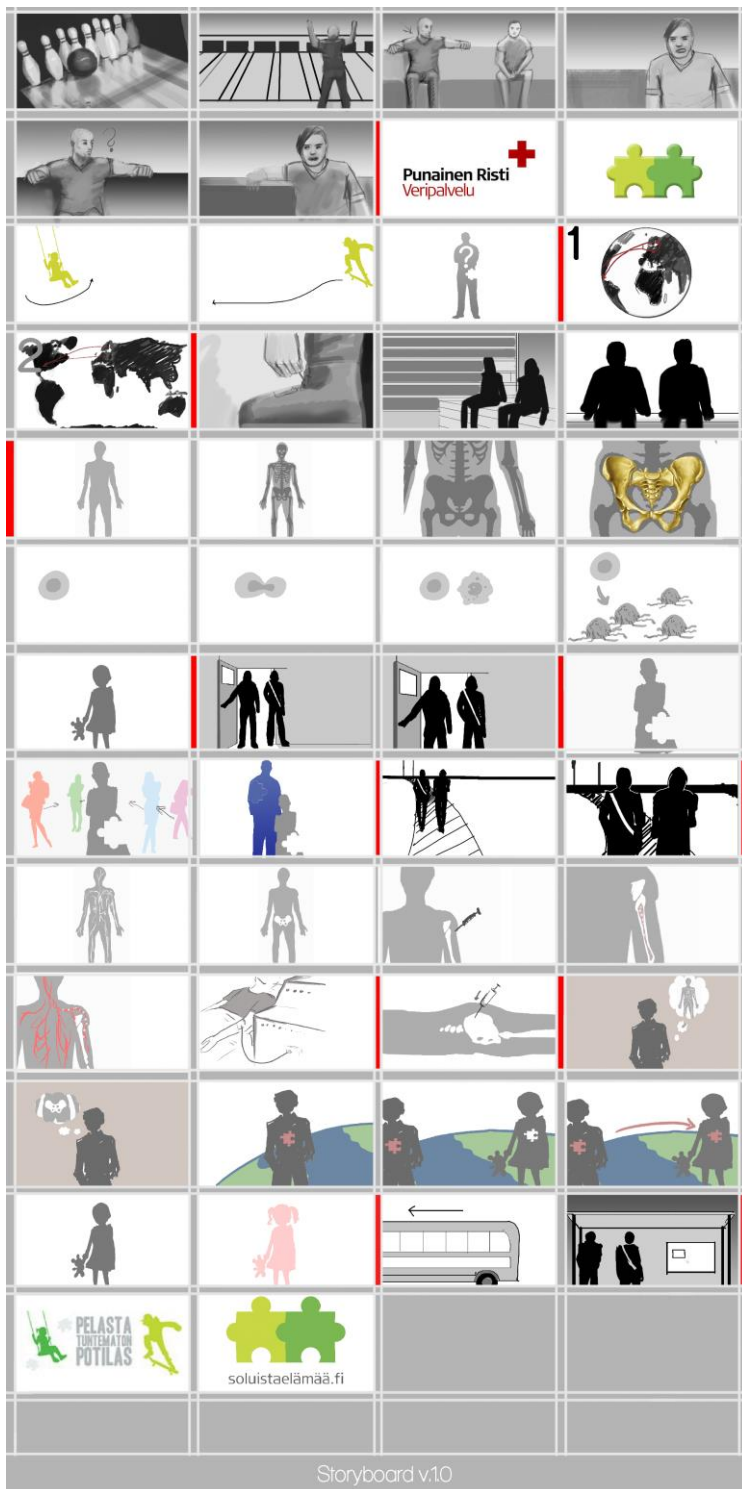 ?
Punainen Risti
Veripalvelu
?
1
2
PELASTA
TUNTEMATON
POTILAS
soluistaelämää.fi
Storyboard v.1.0